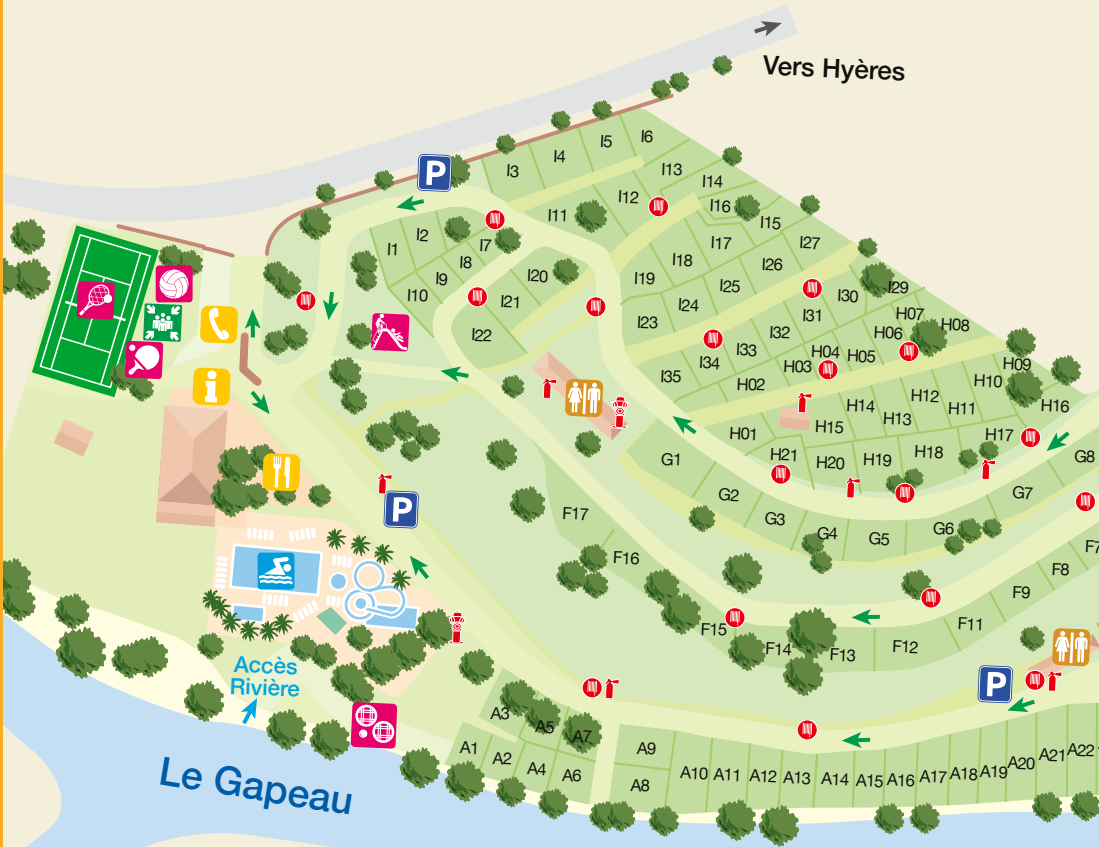 Vers Hyères
P
I6
I5
I4
I3
I13
I14
I12
I16
I11
I15
I1
I2
I7
I17
I27
I8
I18
I26
I9
I20
I19
I25
I29
I10
I21
I24
I30
I31
H07
H08
I23
I32
H06
I22
I33
H04
H05
I34
H03
H09
I35
H02
H10
H12
H11
H16
H14
H13
H15
H01
H17
H21
H20
H19
H18
G8
G1
G7
G2
G3
G4
G5
G6
P
F17
F16
F7
F8
F9
F15
F11
F14
F13
F12
P
Accès
Rivière
A3
A5
A7
A1
A2
A4
A6
A9
A8
A10
A11
A12
A13
A14
A15
A16
A17
A18
A19
A20
A21
A22
Le Gapeau
i